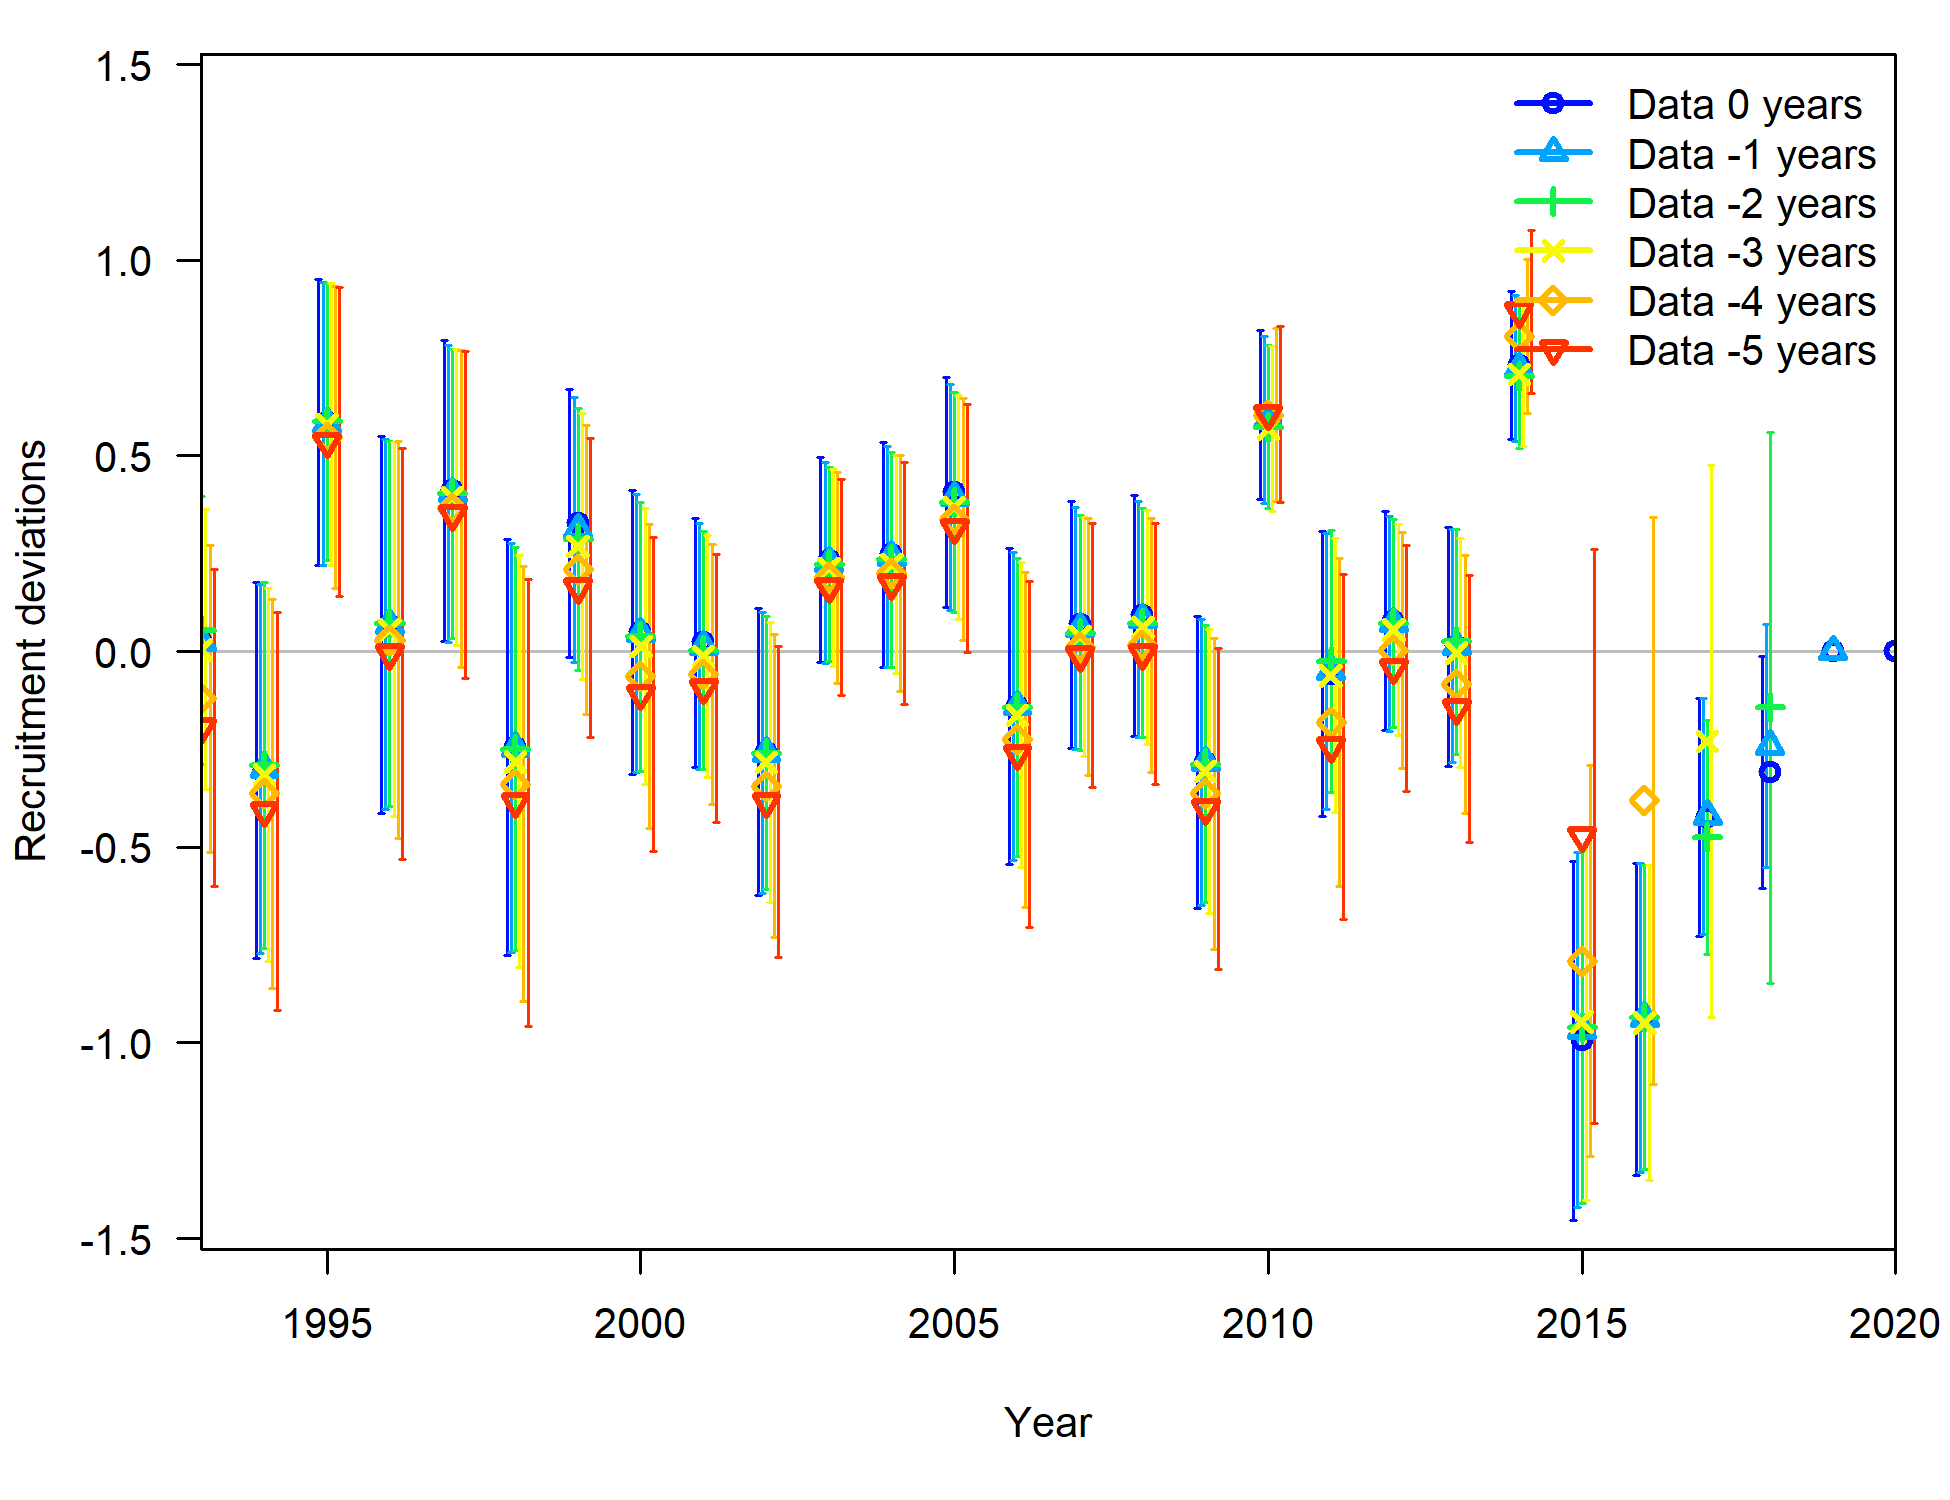 1.5
1.0
0.5
0.0
-0.5
-1.0
-1.5
Recruitment deviations
Data 0 years
Data -1 years
Data -2 years
Data -3 years
Data -4 years
Data -5 years
1995
2000
2005
2010
2015
2020
Year